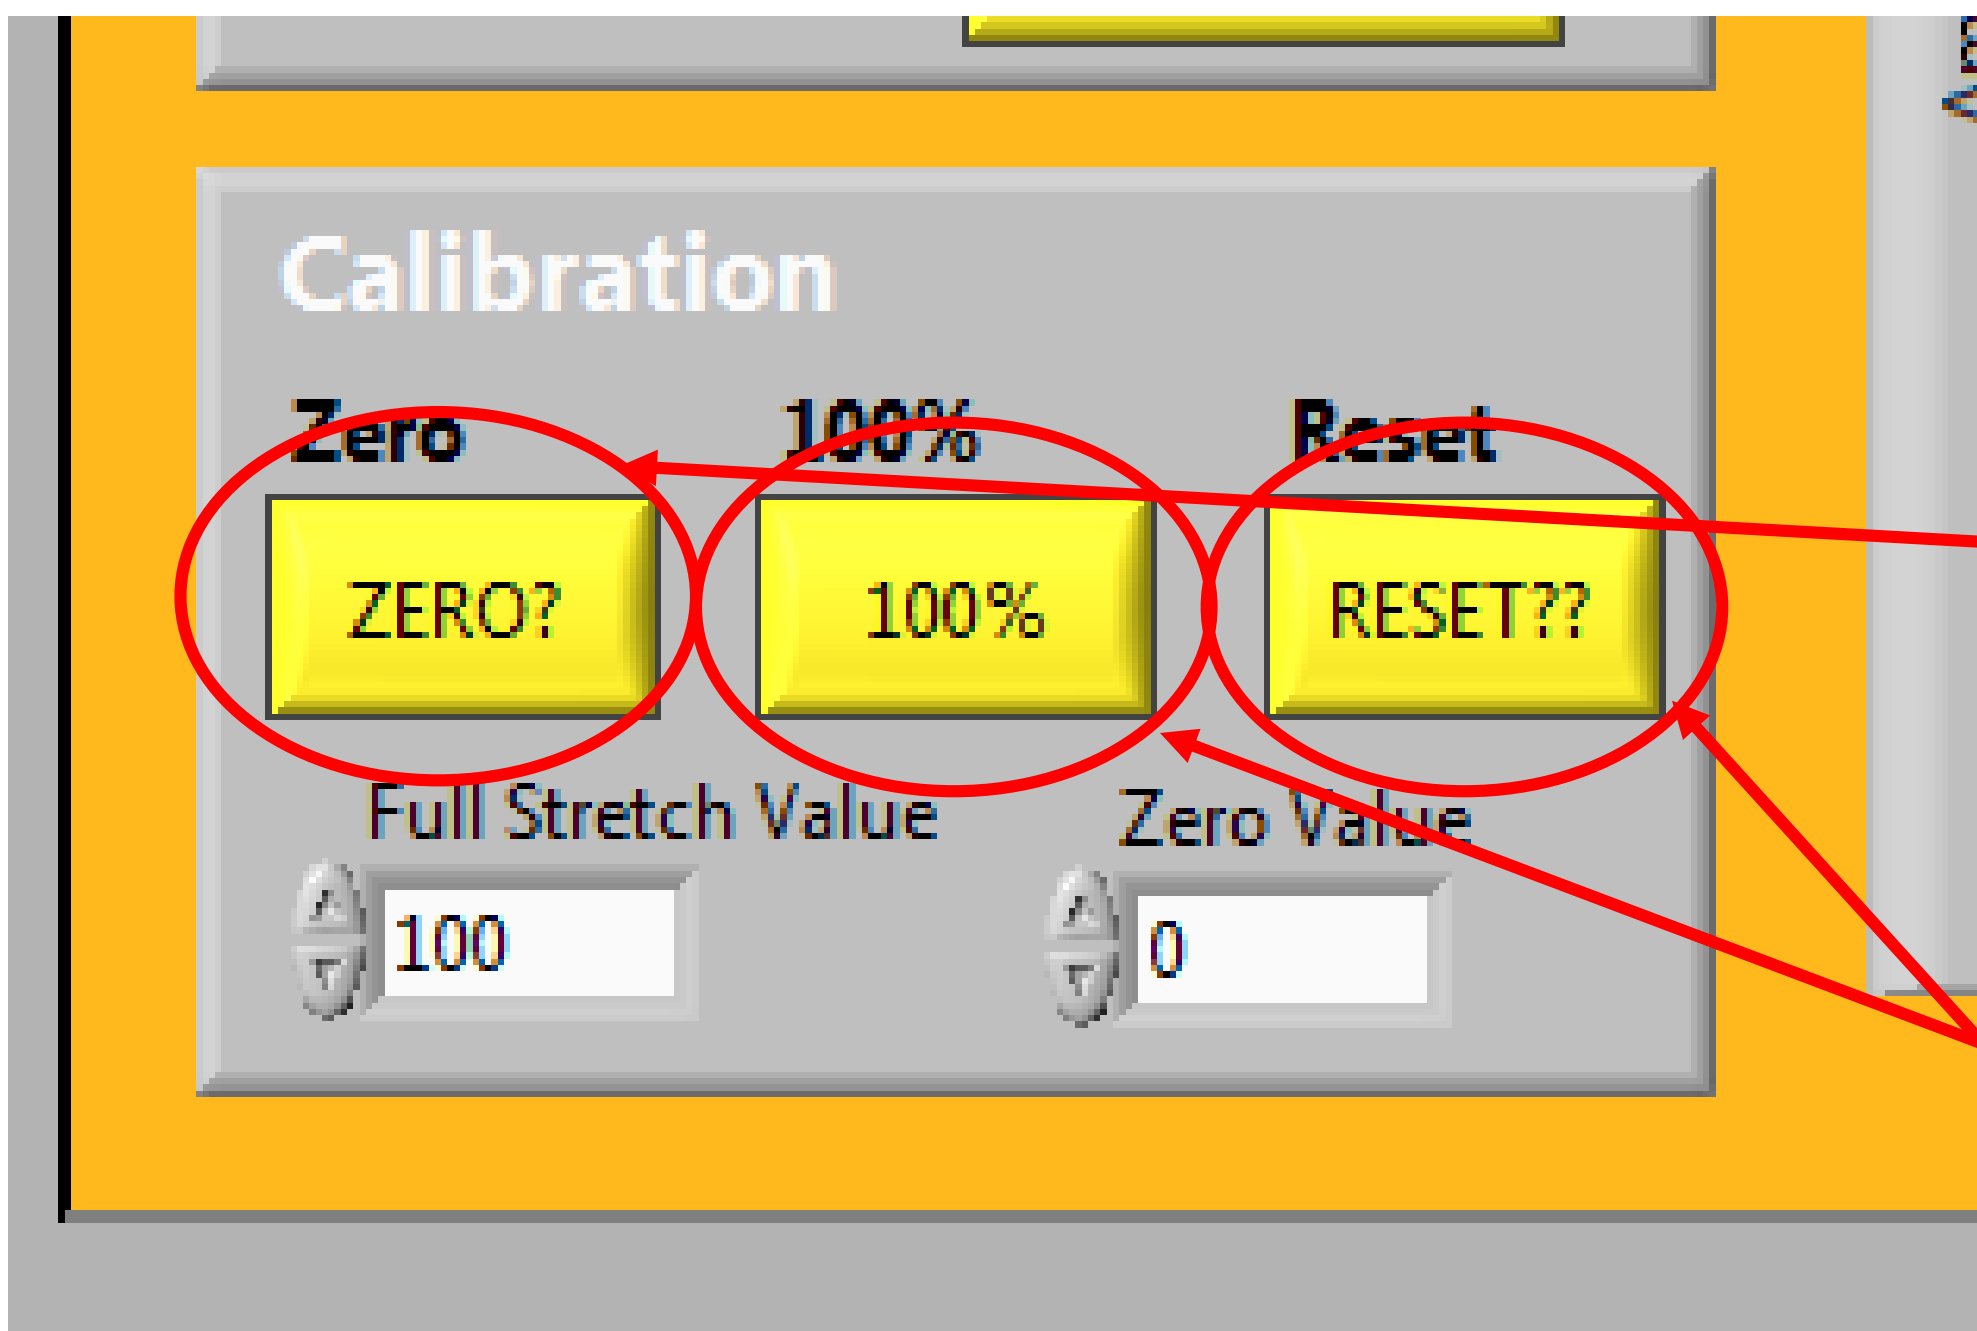 Calibration
Zero 100% Reset
ZERO? 100% RESET??
Full Stretch Value Zero Value
100 0